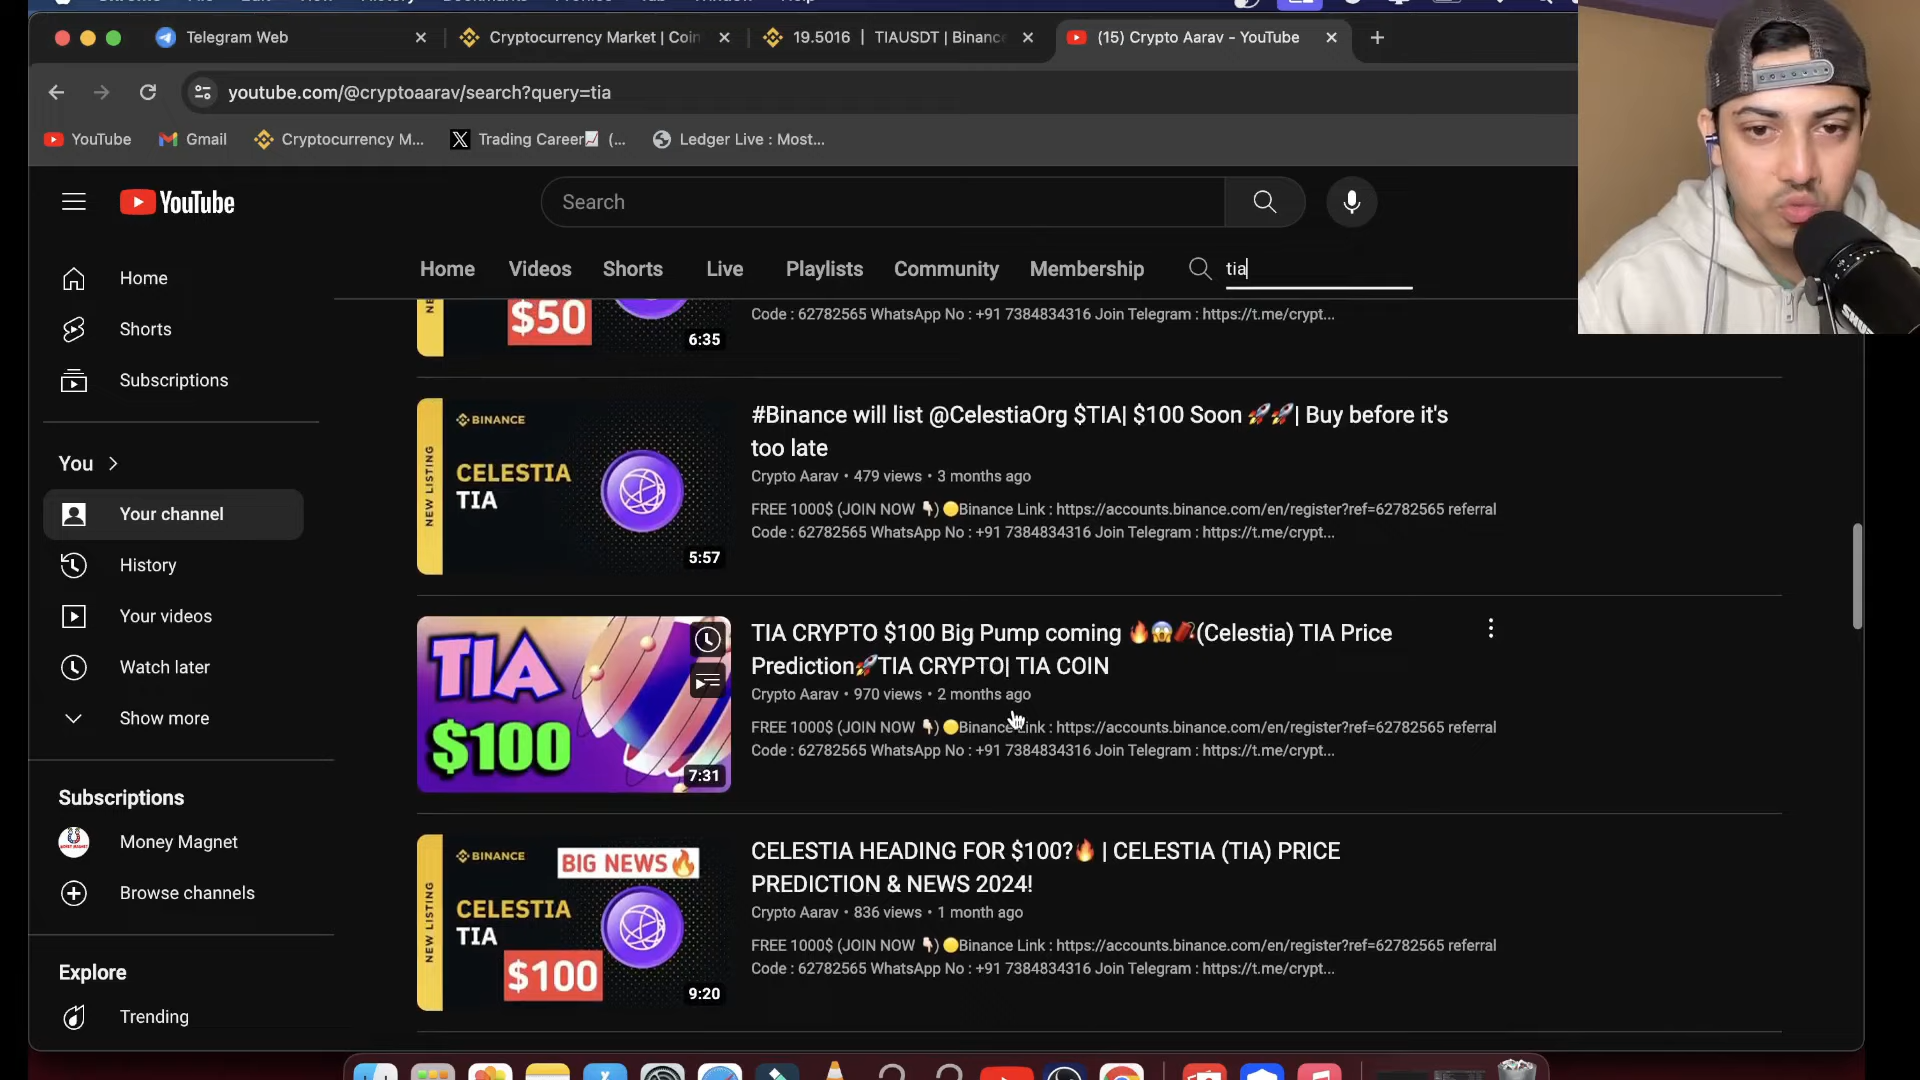 Telegram Web
Cryptocurrency Market | Coin
19.5016 | TIAUSDT | Binance
(15) Crypto Aarav - YouTube
youtube.com/@cryptoaarav/search?query=tia
YouTube
Gmail
Cryptocurrency M...
Trading Career📈 (...
Ledger Live : Most...
YouTube
Search
Home
Videos
Shorts
Live
Playlists
Community
Membership
tia
Home
Shorts
Subscriptions
You
Your channel
History
Your videos
Watch later
Show more
Subscriptions
Money Magnet
Browse channels
Explore
Trending
$50
6:35
Code : 62782565 WhatsApp No : +91 7384834316 Join Telegram : https://t.me/crypt...
NEW LISTING
BINANCE
CELESTIA
TIA
5:57
#Binance will list @CelestiaOrg $TIA| $100 Soon 🚀🚀| Buy before it's
too late
Crypto Aarav • 479 views • 3 months ago
FREE 1000$ (JOIN NOW 👇🏻) 🟡Binance Link : https://accounts.binance.com/en/register?ref=62782565 referral
Code : 62782565 WhatsApp No : +91 7384834316 Join Telegram : https://t.me/crypt...
TIA
$100
7:31
TIA CRYPTO $100 Big Pump coming 🔥😱🧨(Celestia) TIA Price
Prediction🚀TIA CRYPTO| TIA COIN
Crypto Aarav • 970 views • 2 months ago
FREE 1000$ (JOIN NOW 👇🏻) 🟡Binance Link : https://accounts.binance.com/en/register?ref=62782565 referral
Code : 62782565 WhatsApp No : +91 7384834316 Join Telegram : https://t.me/crypt...
NEW LISTING
BINANCE
BIG NEWS🔥
CELESTIA
TIA
$100
9:20
CELESTIA HEADING FOR $100?🔥 | CELESTIA (TIA) PRICE
PREDICTION & NEWS 2024!
Crypto Aarav • 836 views • 1 month ago
FREE 1000$ (JOIN NOW 👇🏻) 🟡Binance Link : https://accounts.binance.com/en/register?ref=62782565 referral
Code : 62782565 WhatsApp No : +91 7384834316 Join Telegram : https://t.me/crypt...